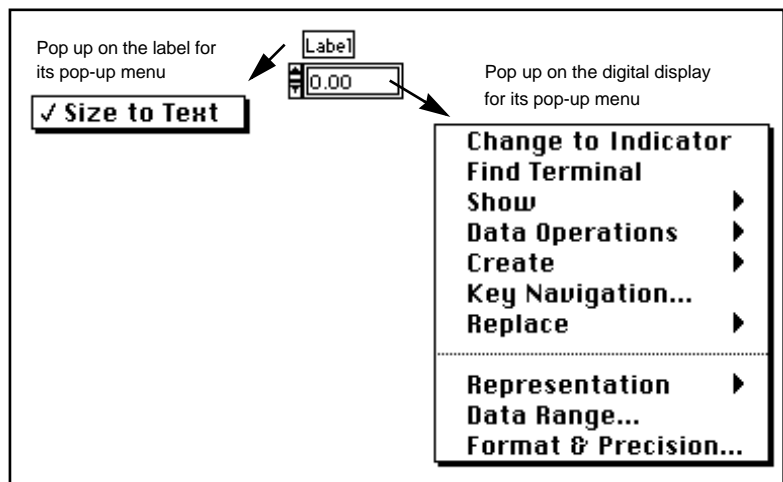 Pop up on the label for
its pop-up menu
✓ Size to Text
Label
0.00
Pop up on the digital display
for its pop-up menu
Change to Indicator
Find Terminal
Show
Data Operations
Create
Key Navigation...
Replace
Representation
Data Range...
Format & Precision...